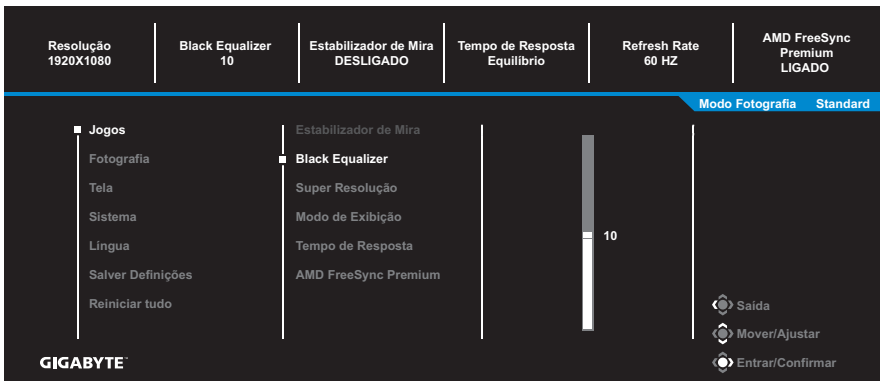 Resolução
1920X1080
Black Equalizer
10
Estabilizador de Mira
DESLIGADO
Tempo de Resposta
Equilíbrio
Refresh Rate
60 HZ
AMD FreeSync
Premium
LIGADO
Modo Fotografia Standard
Jogos
Fotografia
Tela
Sistema
Língua
Salver Definições
Reiniciar tudo
Estabilizador de Mira
Black Equalizer
Super Resolução
Modo de Exibição
Tempo de Resposta
AMD FreeSync Premium
10
Saída
Mover/Ajustar
Entrar/Confirmar
GIGABYTE™